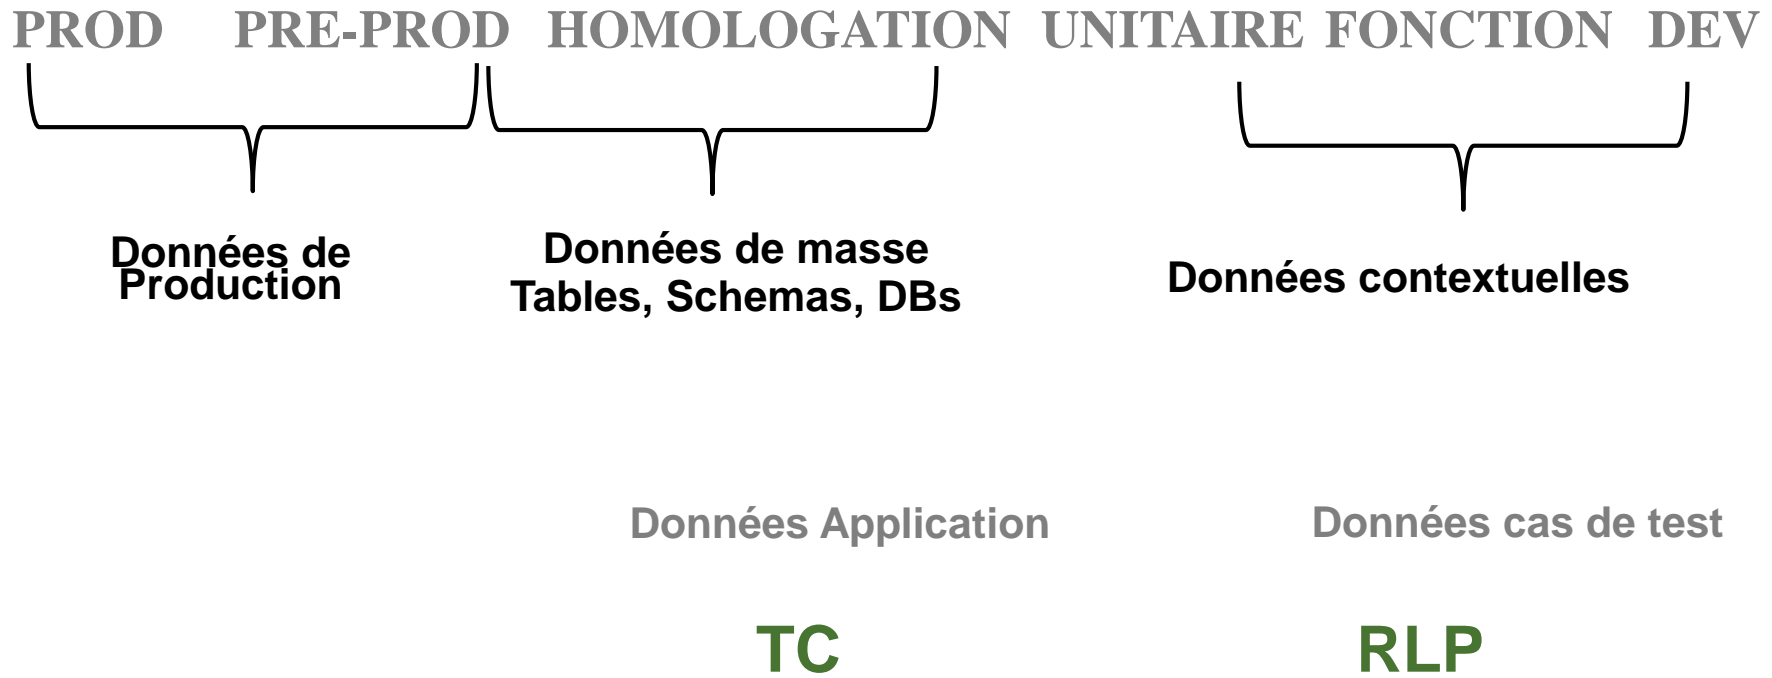 PROD PRE-PROD HOMOLOGATION UNITAIRE FONCTION DEV
Données de
Production
Données de masse
Tables, Schemas, DBs
Données contextuelles
Données Application
Données cas de test
TC
RLP